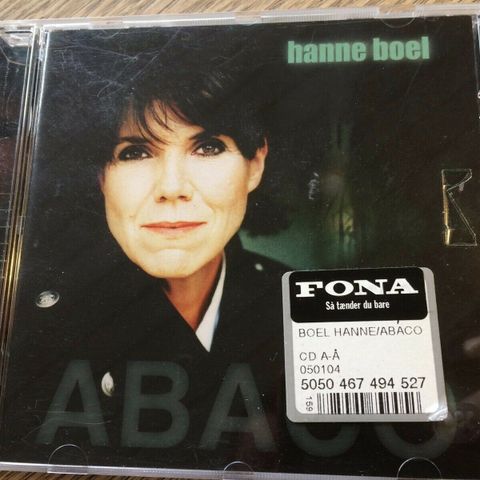 hanne boel
FONA
Så tænder du bare
BOEL HANNE/ABACO
CD A-Å
050104
5050 467 494 527
ABACO